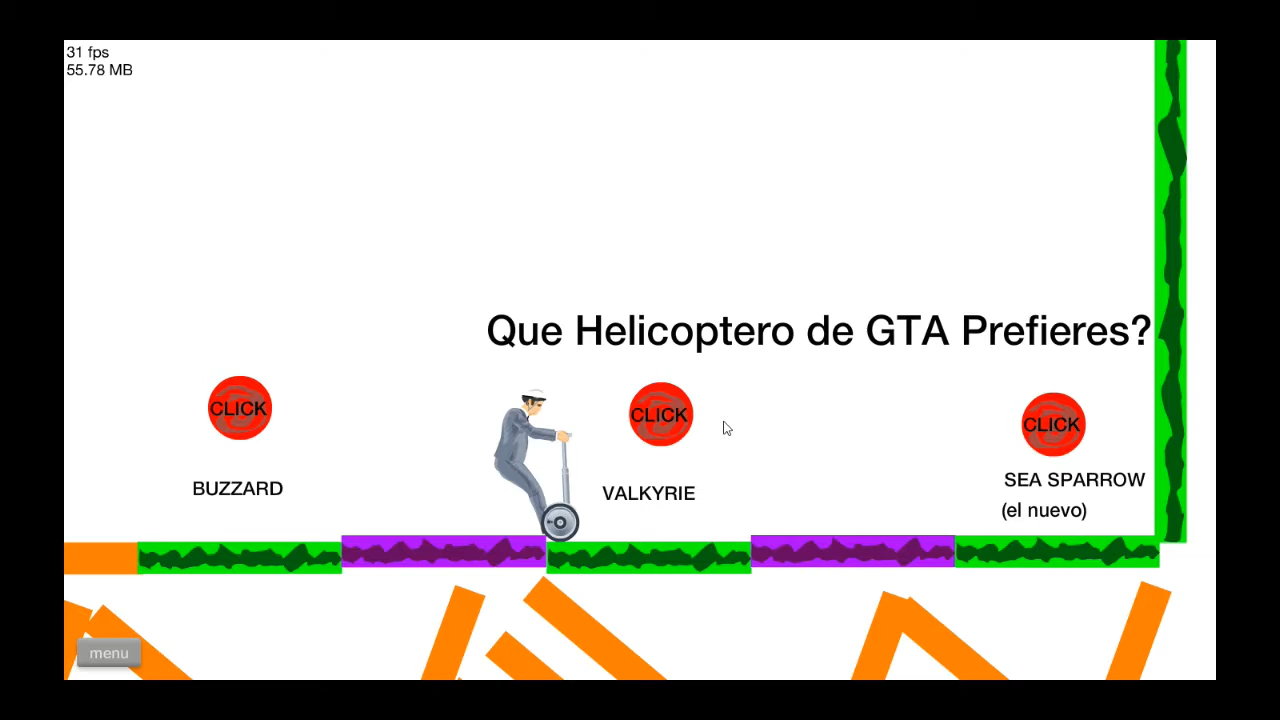 31 fps
55.78 MB
Que Helicoptero de GTA Prefieres?
CLICK
CLICK
CLICK
BUZZARD
VALKYRIE
SEA SPARROW
(el nuevo)
menu